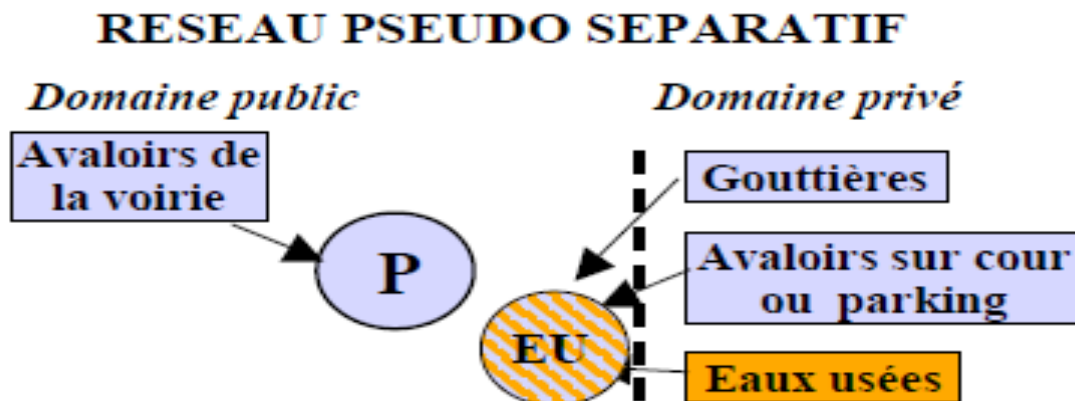 RESEAU PSEUDO SEPARATIF
Domaine public
Domaine privé
Avaloirs de
la voirie
Gouttières
P
Avaloirs sur cour
ou parking
EU
Eaux usées